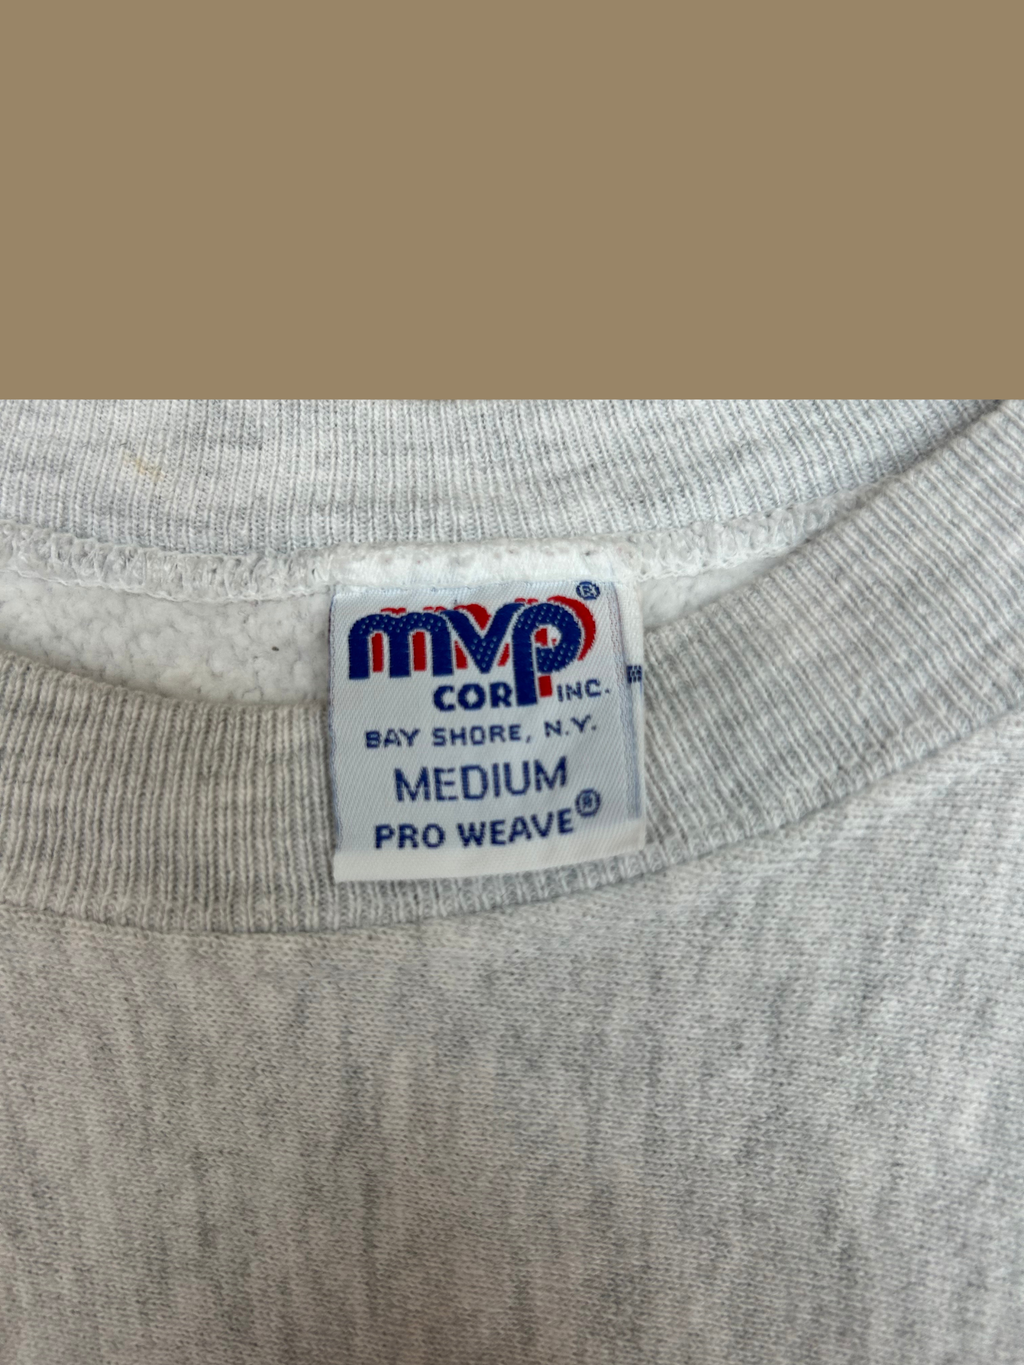 mvp®
CORP INC.
BAY SHORE, N.Y.
MEDIUM
PRO WEAVE®